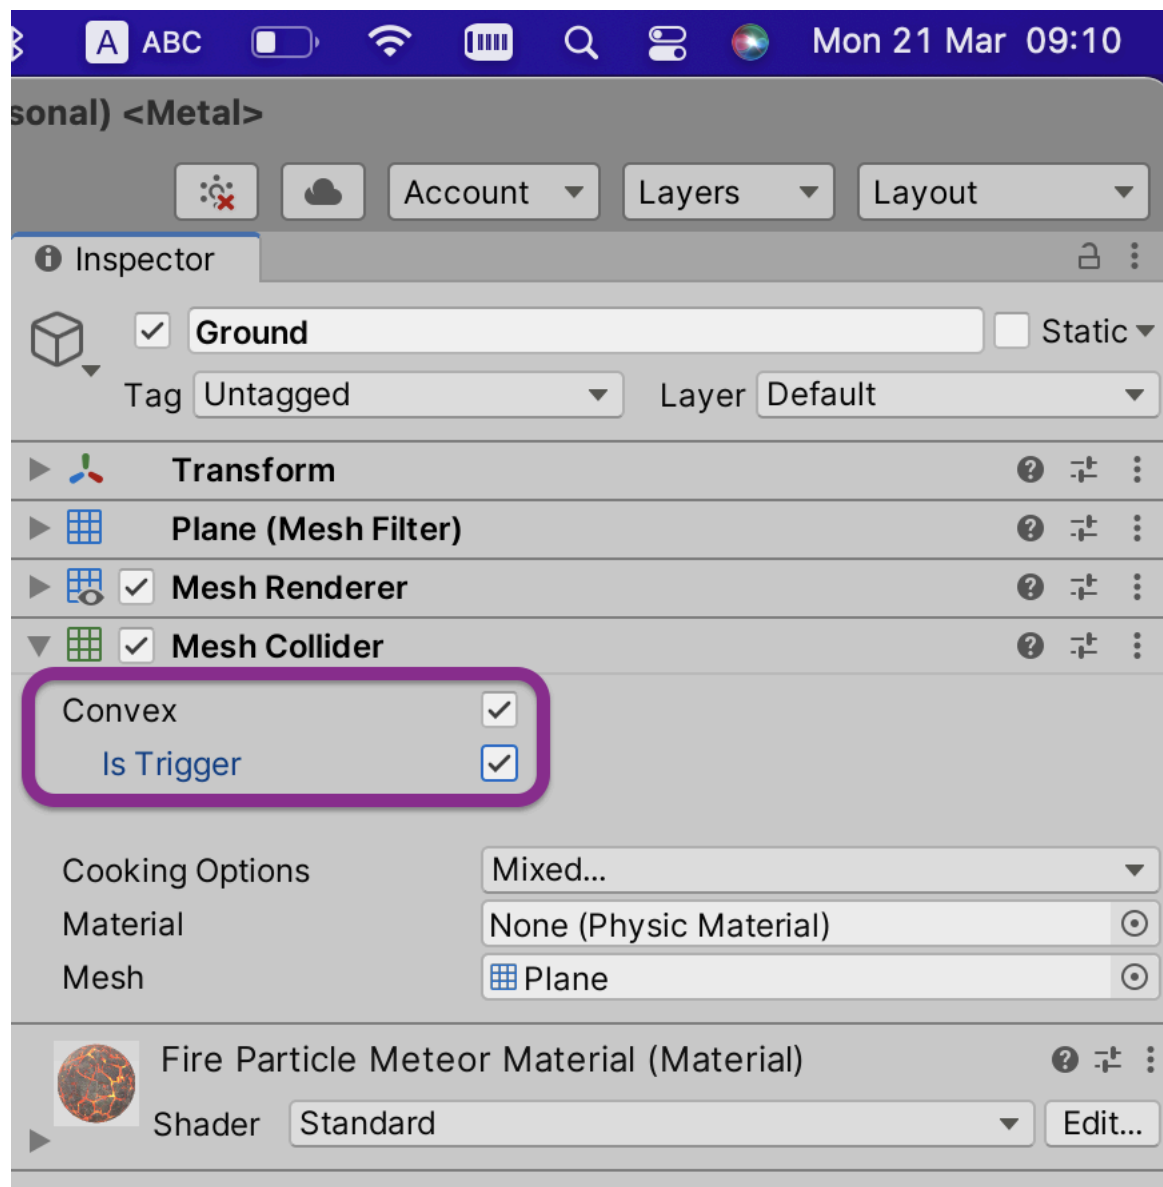 A ABC Mon 21 Mar 09:10
sonal) <Metal>
Account Layers Layout
Inspector
Ground Static
Tag Untagged Layer Default
Transform
Plane (Mesh Filter)
Mesh Renderer
Mesh Collider
Convex
Is Trigger
Cooking Options Mixed...
Material None (Physic Material)
Mesh Plane
Fire Particle Meteor Material (Material)
Shader Standard Edit...